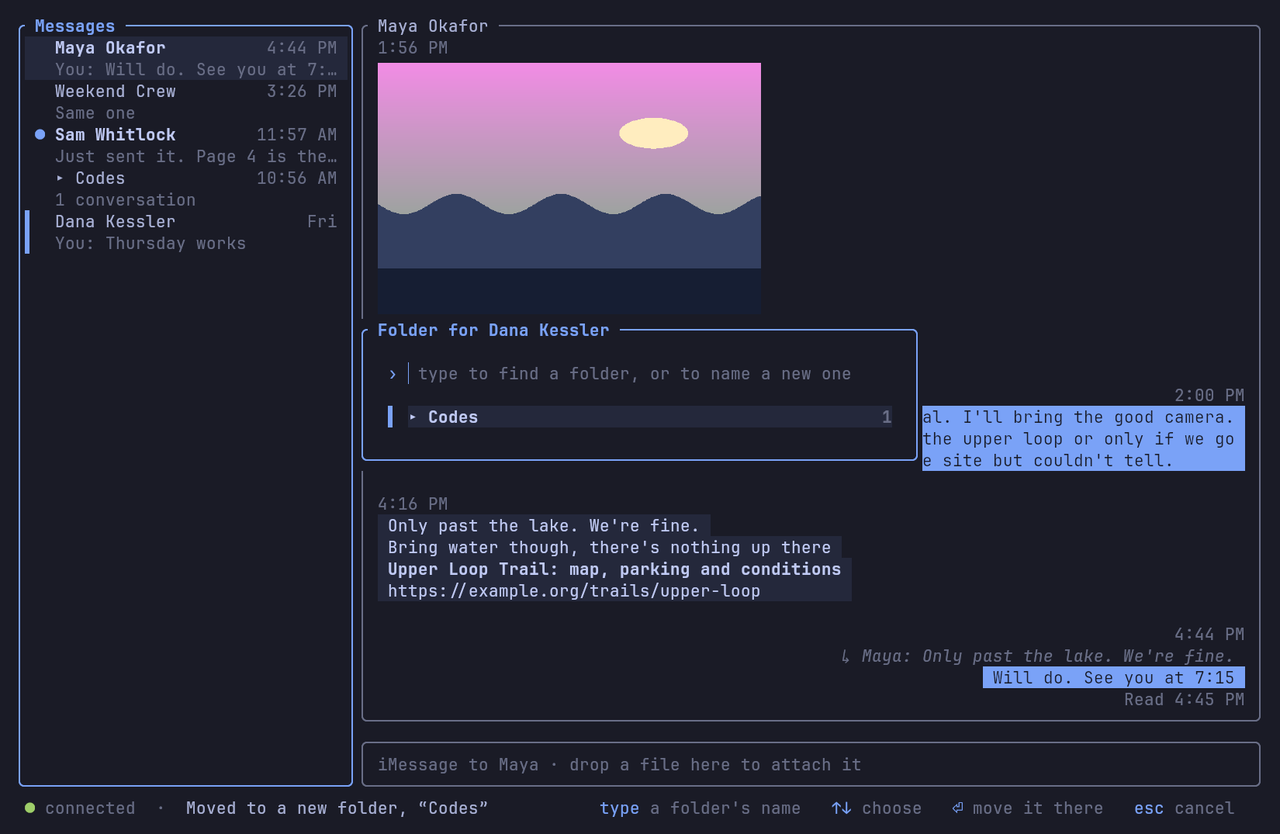 Messages
Maya Okafor 4:44 PM
You: Will do. See you at 7:…
Weekend Crew 3:26 PM
Same one
Sam Whitlock 11:57 AM
Just sent it. Page 4 is the…
▸ Codes 10:56 AM
1 conversation
Dana Kessler Fri
You: Thursday works
Maya Okafor
1:56 PM
Folder for Dana Kessler
› type to find a folder, or to name a new one
▸ Codes 1
2:00 PM
al. I'll bring the good camera.
the upper loop or only if we go
e site but couldn't tell.
4:16 PM
Only past the lake. We're fine.
Bring water though, there's nothing up there
Upper Loop Trail: map, parking and conditions
https://example.org/trails/upper-loop
4:44 PM
↳ Maya: Only past the lake. We're fine.
Will do. See you at 7:15
Read 4:45 PM
iMessage to Maya · drop a file here to attach it
● connected · Moved to a new folder, “Codes” type a folder's name ↑↓ choose ⏎ move it there esc cancel